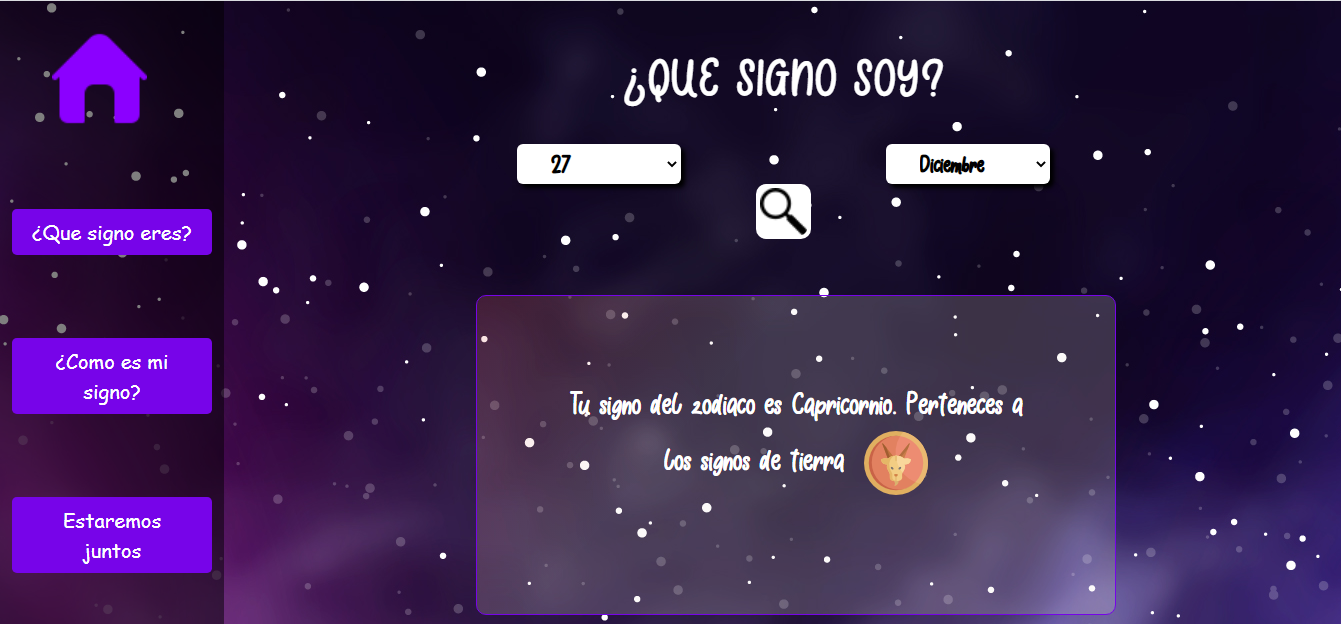 ¿QUE SIGNO SOY?
27
Diciembre
¿Que signo eres?
¿Como es mi
signo?
Estaremos
juntos
Tu signo del zodiaco es Capricornio. Perteneces a
los signos de tierra